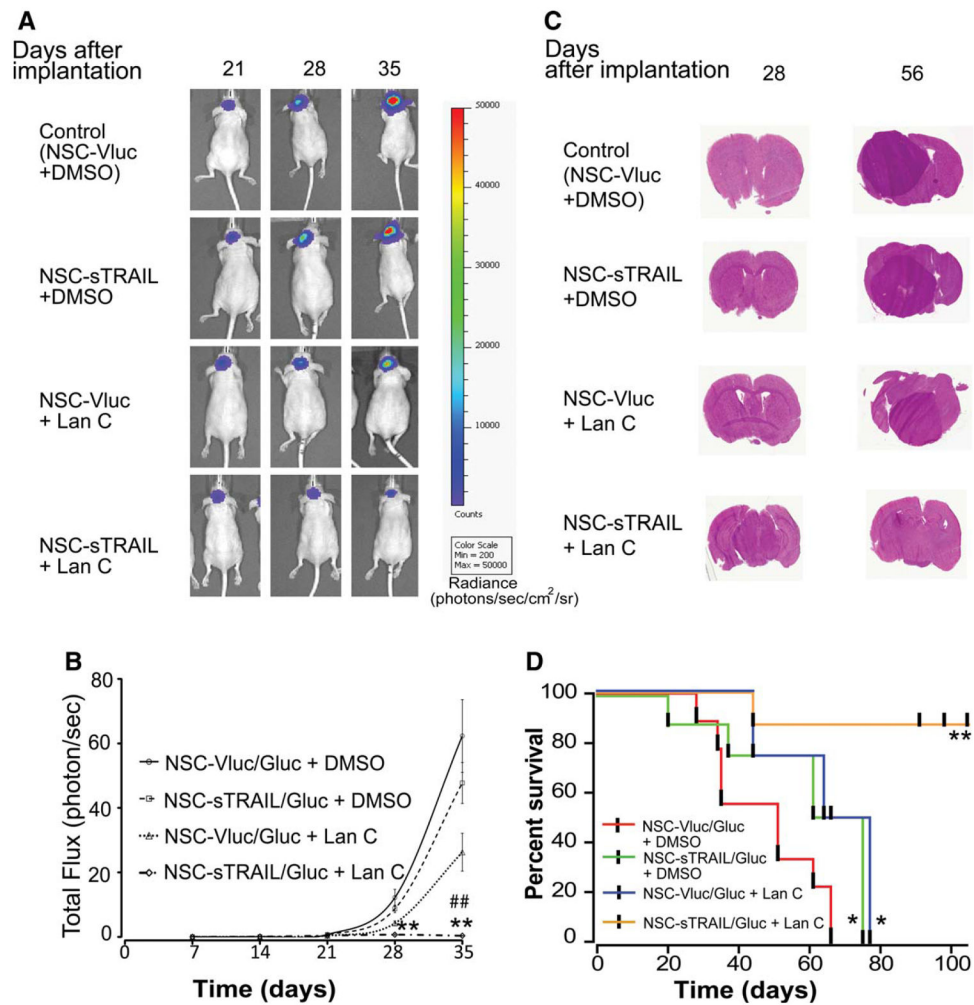 A
Days after
implantation
21
28
35
Control
(NSC-Vluc
+DMSO)
NSC-sTRAIL
+DMSO
NSC-Vluc
+ Lan C
NSC-sTRAIL
+ Lan C
50000
40000
30000
20000
10000
Counts
Color Scale
Min = 200
Max = 50000
Radiance
(photons/sec/cm²/sr)
C
Days
after implantation
28
56
Control
(NSC-Vluc
+DMSO)
NSC-sTRAIL
+DMSO
NSC-Vluc
+ Lan C
NSC-sTRAIL
+ Lan C
B
Total Flux (photon/sec)
80
60
40
20
0
NSC-Vluc/Gluc + DMSO
NSC-sTRAIL/Gluc + DMSO
NSC-Vluc/Gluc + Lan C
NSC-sTRAIL/Gluc + Lan C
##
**
**
0 7 14 21 28 35
Time (days)
D
Percent survival
100
80
60
40
20
0
**
NSC-Vluc/Gluc
+ DMSO
NSC-sTRAIL/Gluc
+ DMSO
NSC-Vluc/Gluc + Lan C
NSC-sTRAIL/Gluc + Lan C
* *
0 20 40 60 80 100
Time (days)